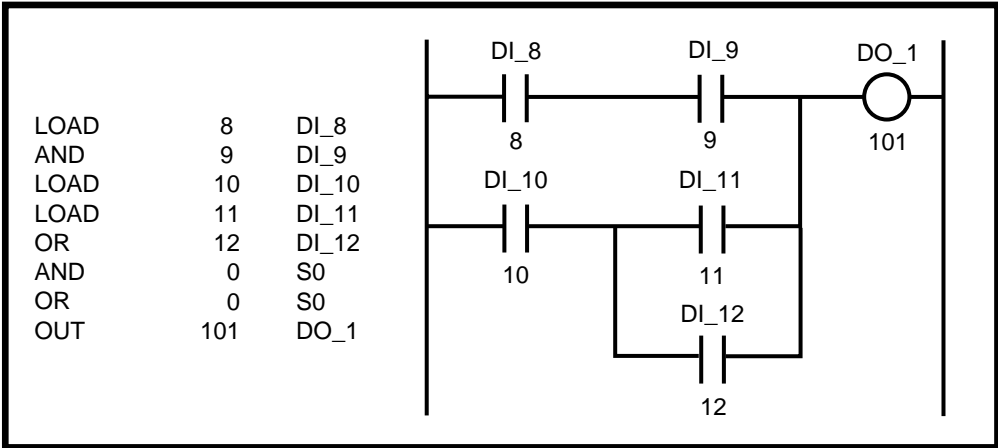 LOAD 8 DI_8
AND 9 DI_9
LOAD 10 DI_10
LOAD 11 DI_11
OR 12 DI_12
AND 0 S0
OR 0 S0
OUT 101 DO_1
DI_8 DI_9 DO_1
8 9 101
DI_10 DI_11
10 11
DI_12
12